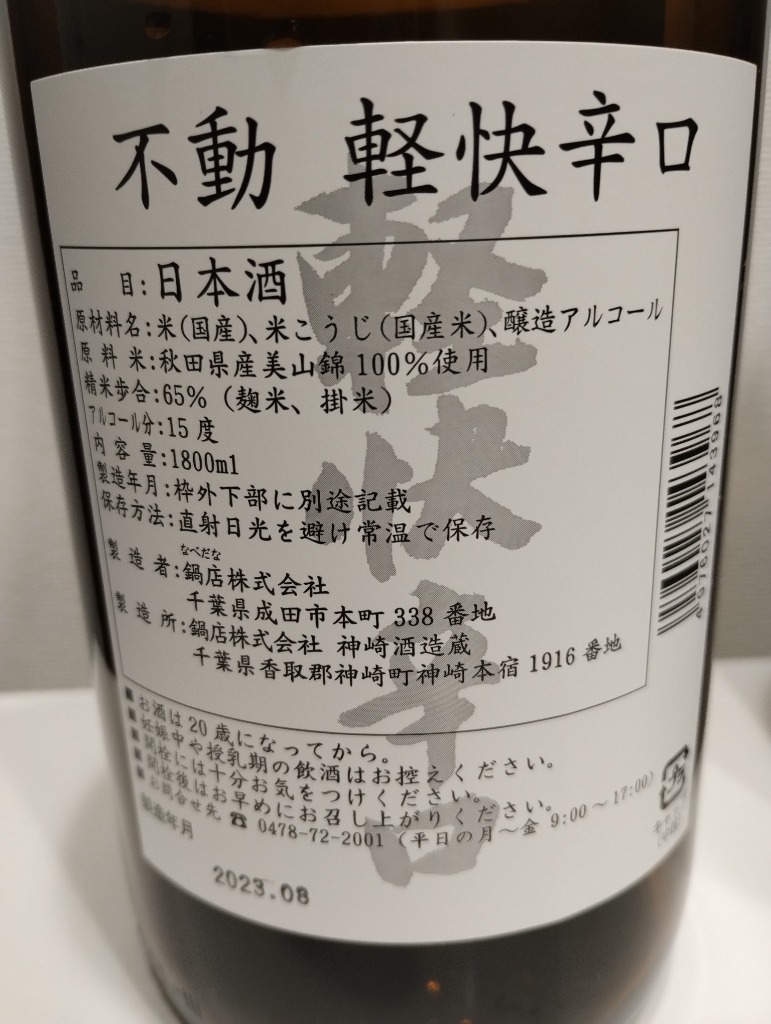 不動 軽快辛口
軽快辛口
品目:日本酒
原材料名:米(国産)、米こうじ(国産米)、醸造アルコール
原料米:秋田県産美山錦100%使用
精米歩合:65%(麹米、掛米)
アルコール分:15度
内容量:1800ml
製造年月:枠外下部に別途記載
保存方法:直射日光を避け常温で保存
なべだな
製造者:鍋店株式会社
千葉県成田市本町338番地
製造所:鍋店株式会社 神崎酒造蔵
千葉県香取郡神崎町神崎本宿1916番地
■お酒は20歳になってから。
■妊娠中や授乳期の飲酒はお控えください。
■開栓には十分お気をつけください。
■開栓後はお早めにお召し上がりください。
■お問合せ先 ☎ 0478-72-2001(平日の月~金 9:00~17:00)
製造年月
2023.08
4 976027 143968